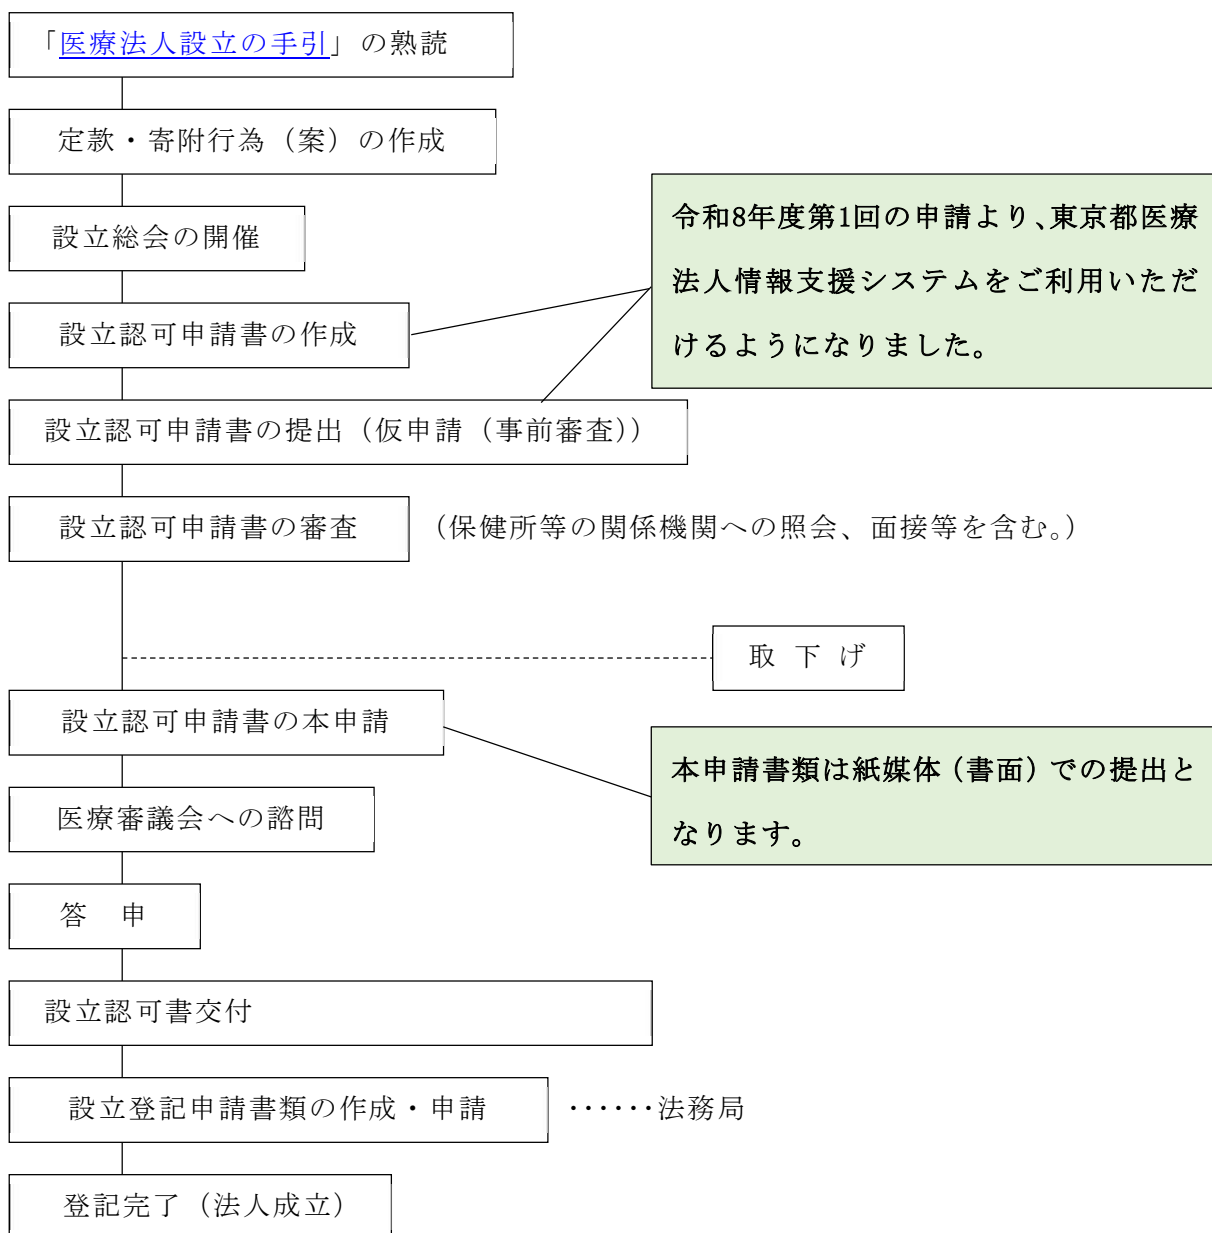 「医療法人設立の手引」の熟読
定款・寄附行為（案）の作成
設立総会の開催
令和8年度第1回の申請より、東京都医療
法人情報支援システムをご利用いただ
けるようになりました。
設立認可申請書の作成
設立認可申請書の提出（仮申請（事前審査））
設立認可申請書の審査 （保健所等の関係機関への照会、面接等を含む。）
取 下 げ
設立認可申請書の本申請
本申請書類は紙媒体（書面）での提出と
なります。
医療審議会への諮問
答 申
設立認可書交付
設立登記申請書類の作成・申請 ・・・・・・法務局
登記完了（法人成立）